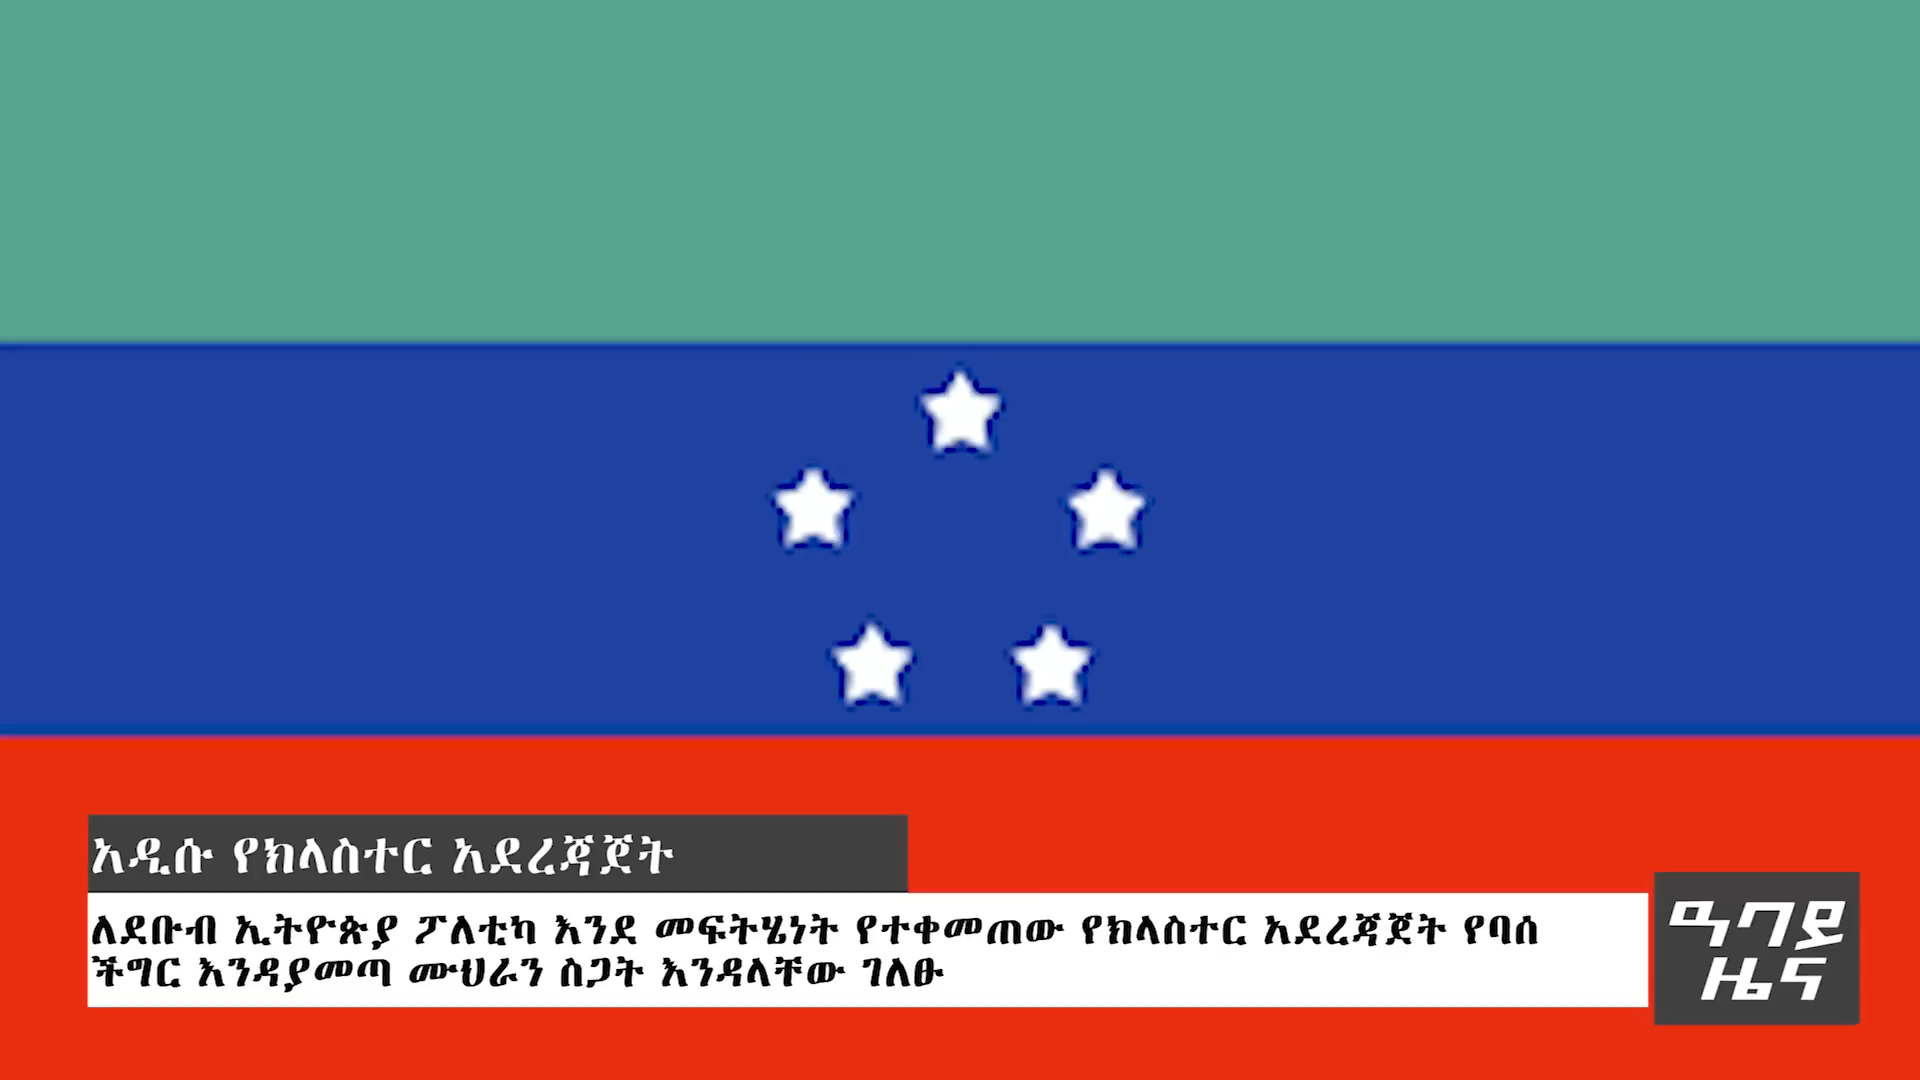 አዲሱ የክላስተር አደረጃጀት
ለደቡብ ኢትዮጵያ ፖለቲካ እንደ መፍትሄነት የተቀመጠው የክላስተር አደረጃጀት የባሰ
ችግር እንዳያመጣ ሙህራን ስጋት እንዳላቸው ገለፁ
ዓባይ
ዜና